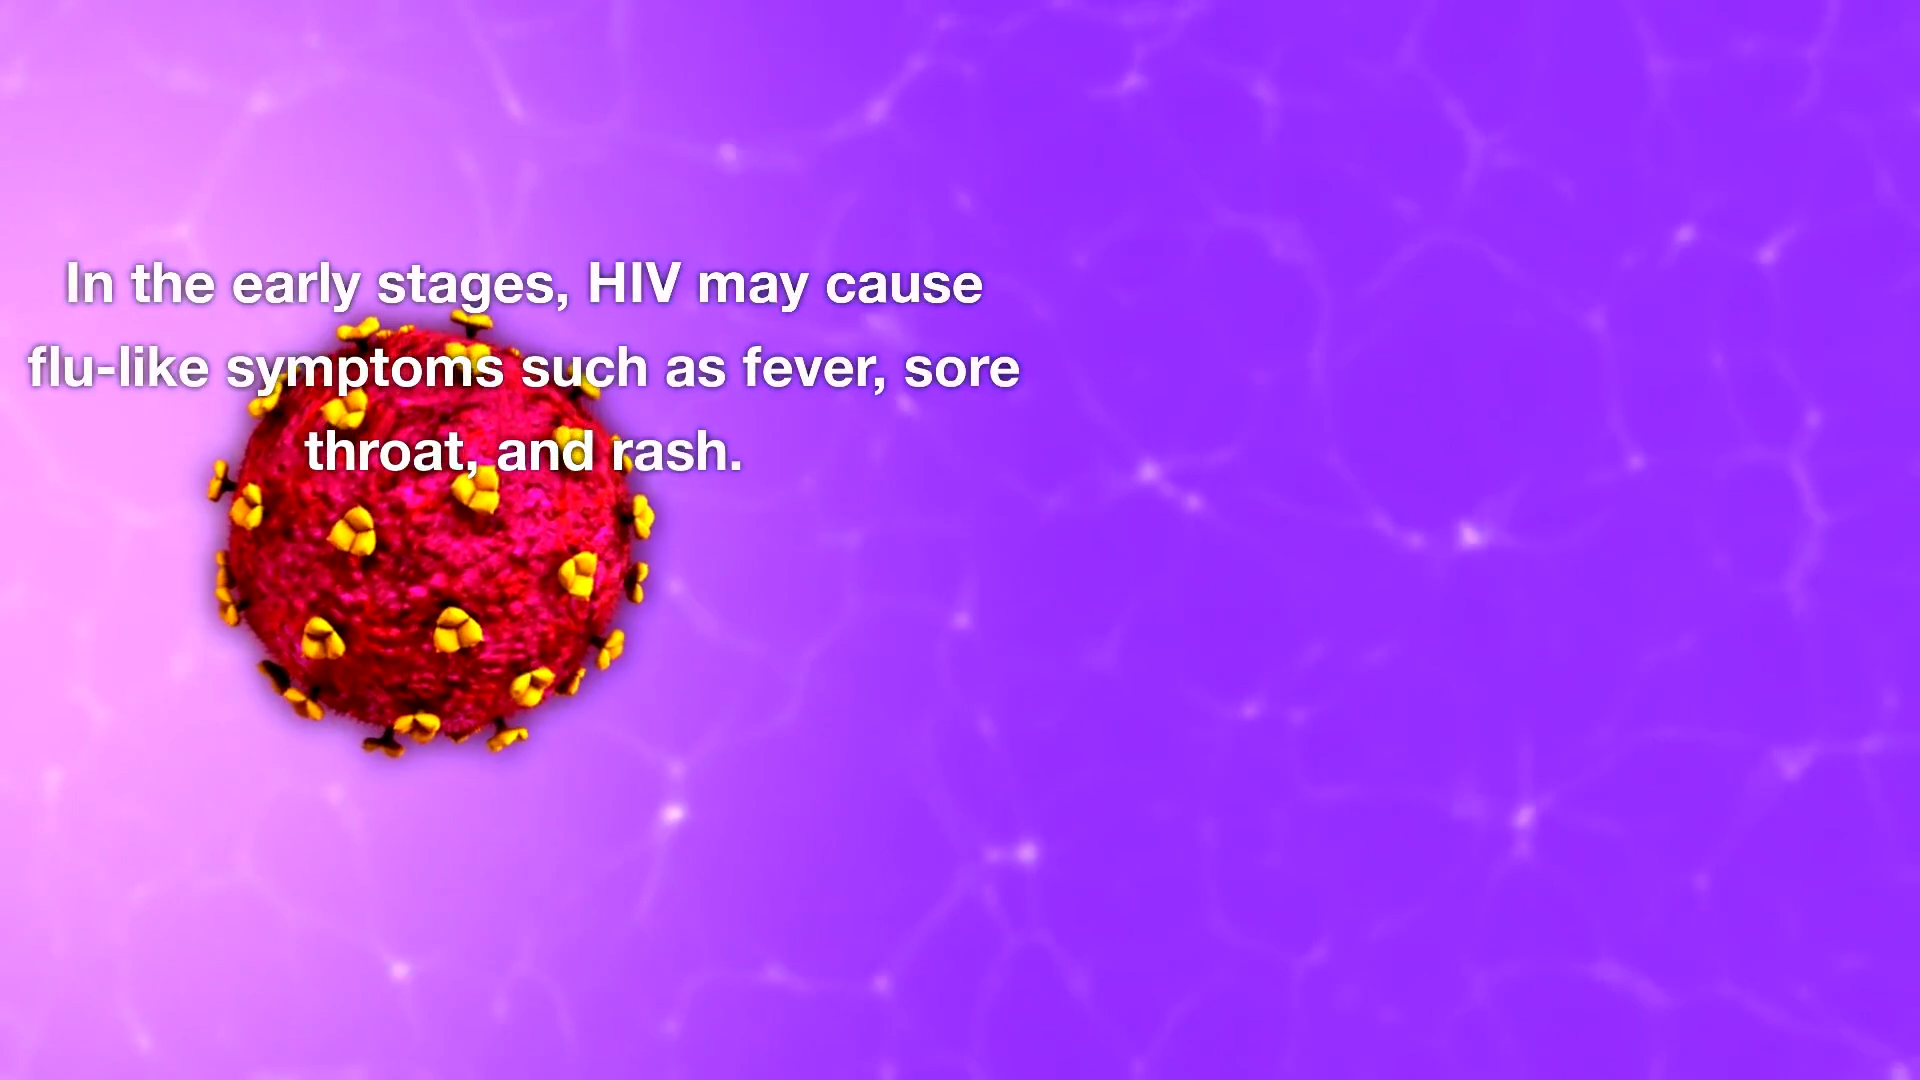 In the early stages, HIV may cause
flu-like symptoms such as fever, sore
throat, and rash.